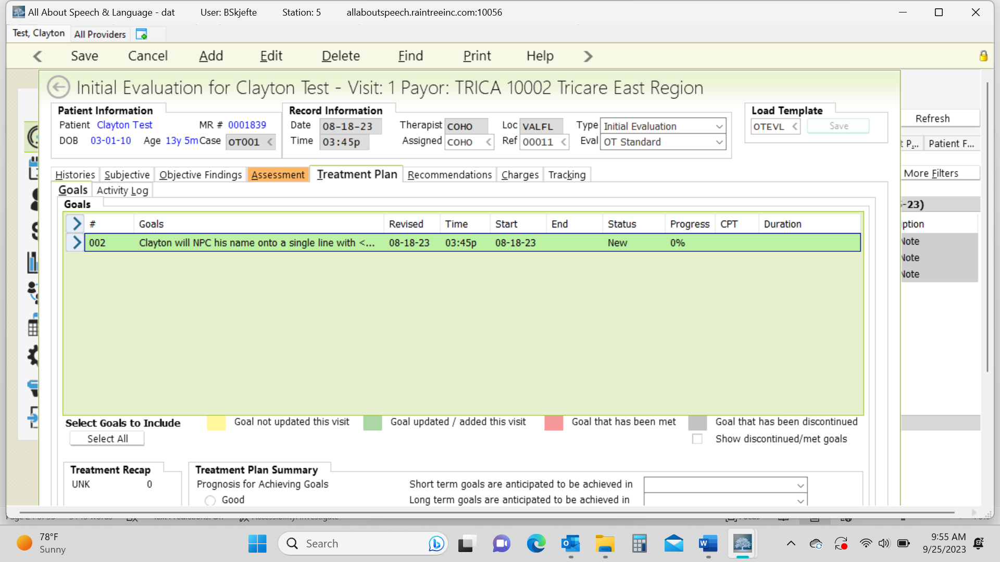 All About Speech & Language - dat User: BSkjefte Station: 5 allaboutspeech.raintreeinc.com:10056
Test, Clayton All Providers
Save Cancel Add Edit Delete Find Print Help
Initial Evaluation for Clayton Test - Visit: 1 Payor: TRICA 10002 Tricare East Region
Patient Information Record Information Load Template
Patient Clayton Test MR # 0001839 Date 08-18-23 Therapist COHO Loc VALFL Type Initial Evaluation OTEVL Save Refresh
DOB 03-01-10 Age 13y 5m Case OT001 Time 03:45p Assigned COHO Ref 00011 Eval OT Standard
t P... Patient F...
Histories Subjective Objective Findings Assessment Treatment Plan Recommendations Charges Tracking More Filters
Goals Activity Log
Goals -23)
# Goals Revised Time Start End Status Progress CPT Duration ption
002 Clayton will NPC his name onto a single line with <... 08-18-23 03:45p 08-18-23 New 0% Note
Note
Note
Select Goals to Include Goal not updated this visit Goal updated / added this visit Goal that has been met Goal that has been discontinued
Select All Show discontinued/met goals
Treatment Recap Treatment Plan Summary
UNK 0 Prognosis for Achieving Goals Short term goals are anticipated to be achieved in
Good Long term goals are anticipated to be achieved in
78°F
Sunny
Search
9:55 AM
9/25/2023